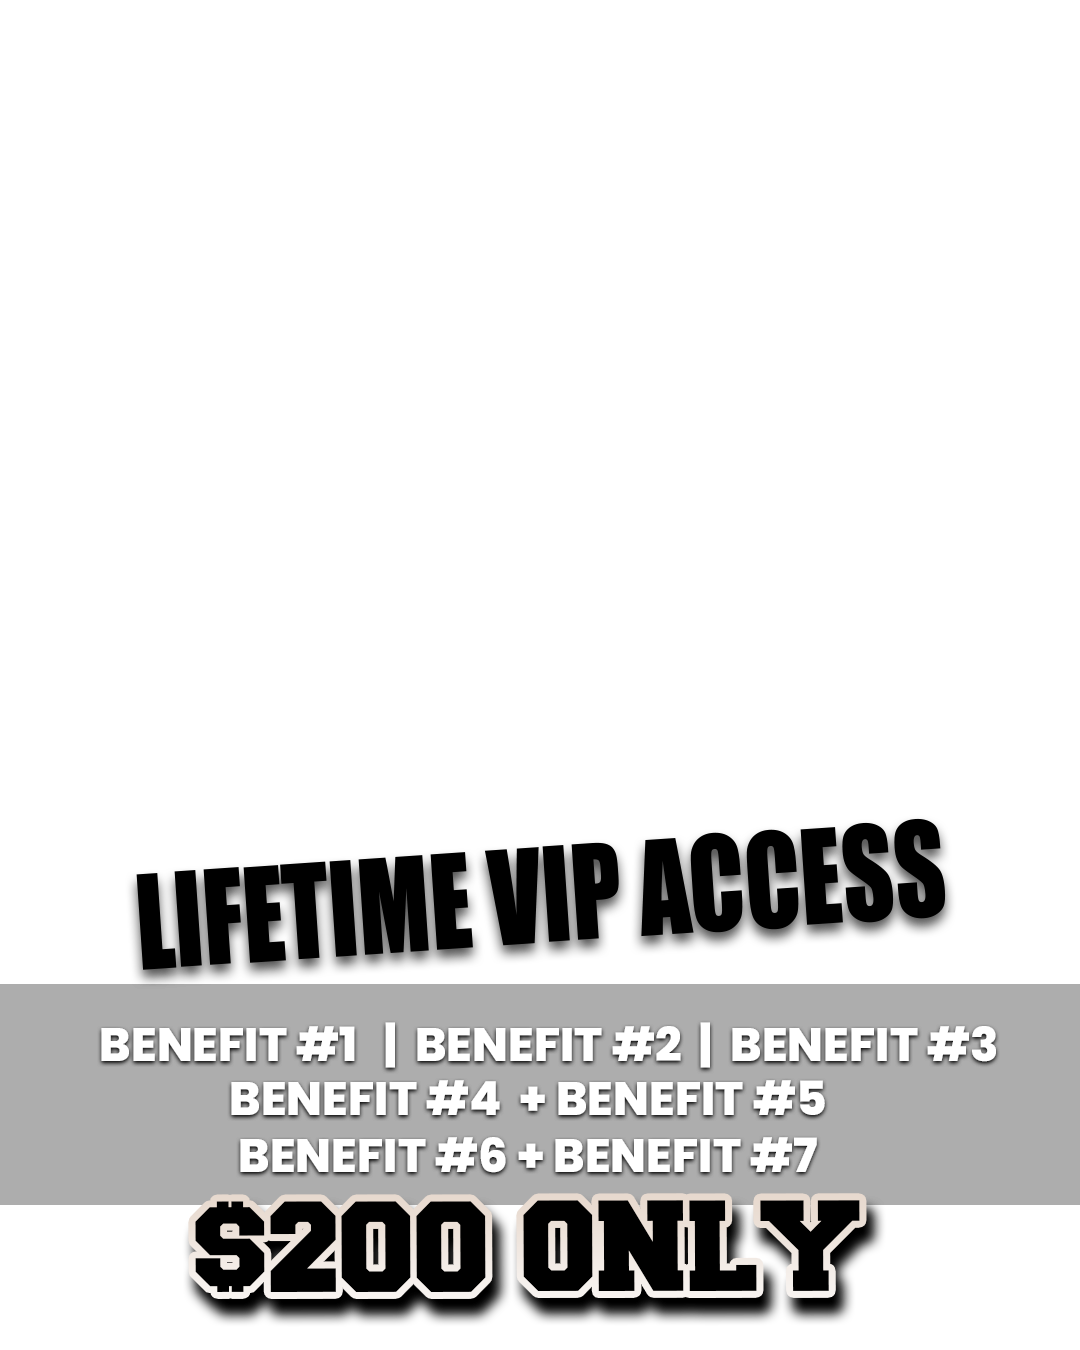 LIFETIME VIP ACCESS
BENEFIT #1 | BENEFIT #2 | BENEFIT #3
BENEFIT #4 + BENEFIT #5
BENEFIT #6 + BENEFIT #7
$200 ONLY